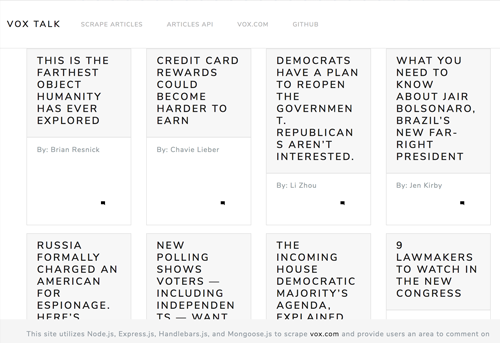 VOX TALK SCRAPE ARTICLES ARTICLES API VOX.COM GITHUB
THIS IS THE
FARTHEST
OBJECT
HUMANITY
HAS EVER
EXPLORED
By: Brian Resnick
CREDIT CARD
REWARDS
COULD
BECOME
HARDER TO
EARN
By: Chavie Lieber
DEMOCRATS
HAVE A PLAN
TO REOPEN
THE
GOVERNMEN
T.
REPUBLICAN
S AREN'T
INTERESTED.
By: Li Zhou
WHAT YOU
NEED TO
KNOW
ABOUT JAIR
BOLSONARO,
BRAZIL'S
NEW FAR-
RIGHT
PRESIDENT
By: Jen Kirby
RUSSIA
FORMALLY
CHARGED AN
AMERICAN
FOR
ESPIONAGE.
HERE'S
NEW
POLLING
SHOWS
VOTERS —
INCLUDING
INDEPENDEN
TS — WANT
THE
INCOMING
HOUSE
DEMOCRATIC
MAJORITY'S
AGENDA,
EXPLAINED
9
LAWMAKERS
TO WATCH IN
THE NEW
CONGRESS
This site utilizes Node.js, Express.js, Handlebars.js, and Mongoose.js to scrape vox.com and provide users an area to comment on